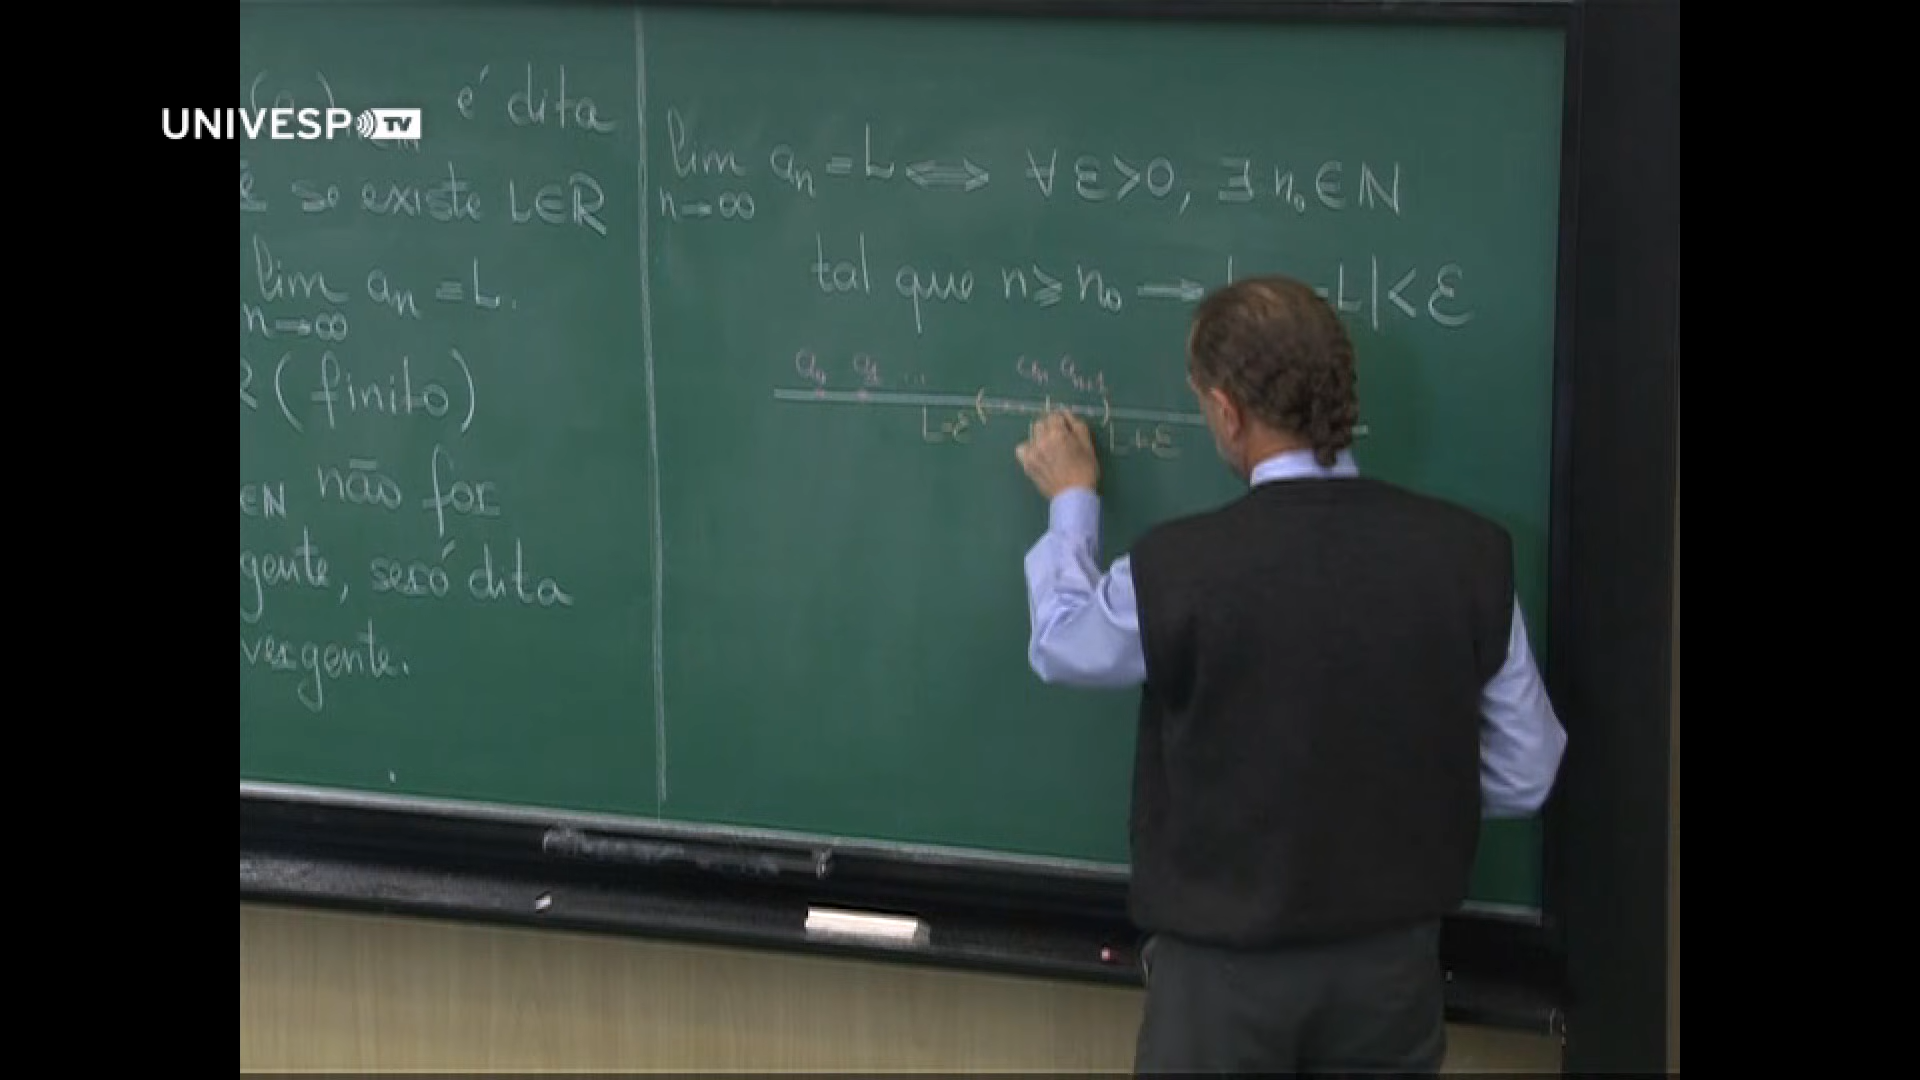 UNIVESP TV
é dita
se existe L∈ℝ
lim aₙ = L.
n→∞
(finito)
∈ℕ não for
gente, será dita
vergente.
lim aₙ = L ⟺ ∀ ε>0, ∃ n₀ ∈ ℕ
n→∞
tal que n ≥ n₀ → L| < ε
a₀ a₁ ... aₙ aₙ₊₁
L-ε ( ) L+ε